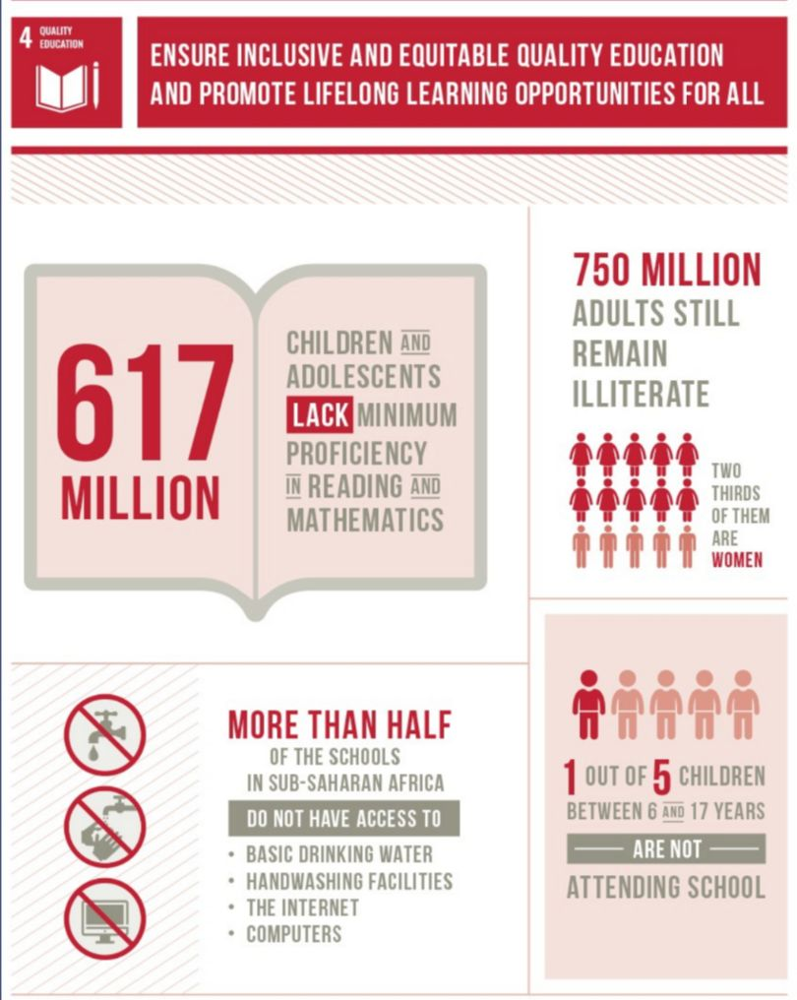 4 QUALITY
EDUCATION
ENSURE INCLUSIVE AND EQUITABLE QUALITY EDUCATION
AND PROMOTE LIFELONG LEARNING OPPORTUNITIES FOR ALL
617
MILLION
CHILDREN AND
ADOLESCENTS
LACK MINIMUM
PROFICIENCY
IN READING AND
MATHEMATICS
750 MILLION
ADULTS STILL
REMAIN
ILLITERATE
TWO
THIRDS
OF THEM
ARE
WOMEN
MORE THAN HALF
OF THE SCHOOLS
IN SUB-SAHARAN AFRICA
DO NOT HAVE ACCESS TO
• BASIC DRINKING WATER
• HANDWASHING FACILITIES
• THE INTERNET
• COMPUTERS
1 OUT OF 5 CHILDREN
BETWEEN 6 AND 17 YEARS
ARE NOT
ATTENDING SCHOOL